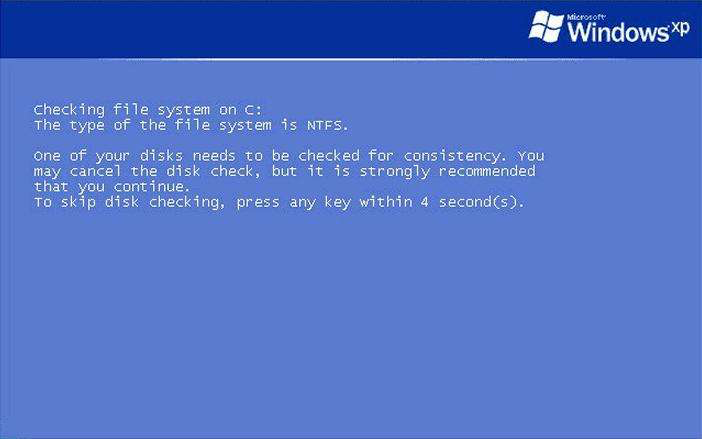 Microsoft
Windows xp
Checking file system on C:
The type of the file system is NTFS.
One of your disks needs to be checked for consistency. You
may cancel the disk check, but it is strongly recommended
that you continue.
To skip disk checking, press any key within 4 second(s).